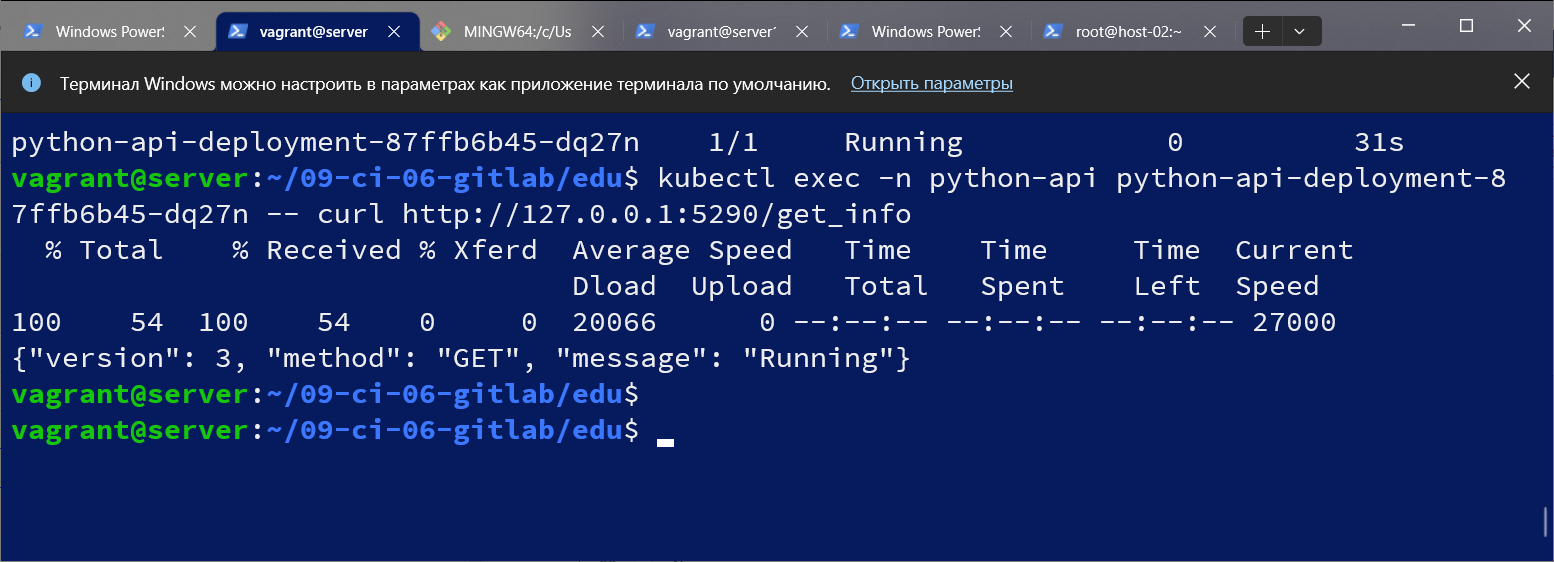 Windows Power: vagrant@server MINGW64:/c/Us vagrant@server Windows Power: root@host-02:~
Терминал Windows можно настроить в параметрах как приложение терминала по умолчанию. Открыть параметры
python-api-deployment-87ffb6b45-dq27n    1/1     Running            0          31s
vagrant@server:~/09-ci-06-gitlab/edu$ kubectl exec -n python-api python-api-deployment-8
7ffb6b45-dq27n -- curl http://127.0.0.1:5290/get_info
  % Total    % Received % Xferd  Average Speed   Time    Time     Time  Current
                                 Dload  Upload   Total   Spent    Left  Speed
100    54  100    54    0     0  20066      0 --:--:-- --:--:-- --:--:-- 27000
{"version": 3, "method": "GET", "message": "Running"}
vagrant@server:~/09-ci-06-gitlab/edu$
vagrant@server:~/09-ci-06-gitlab/edu$